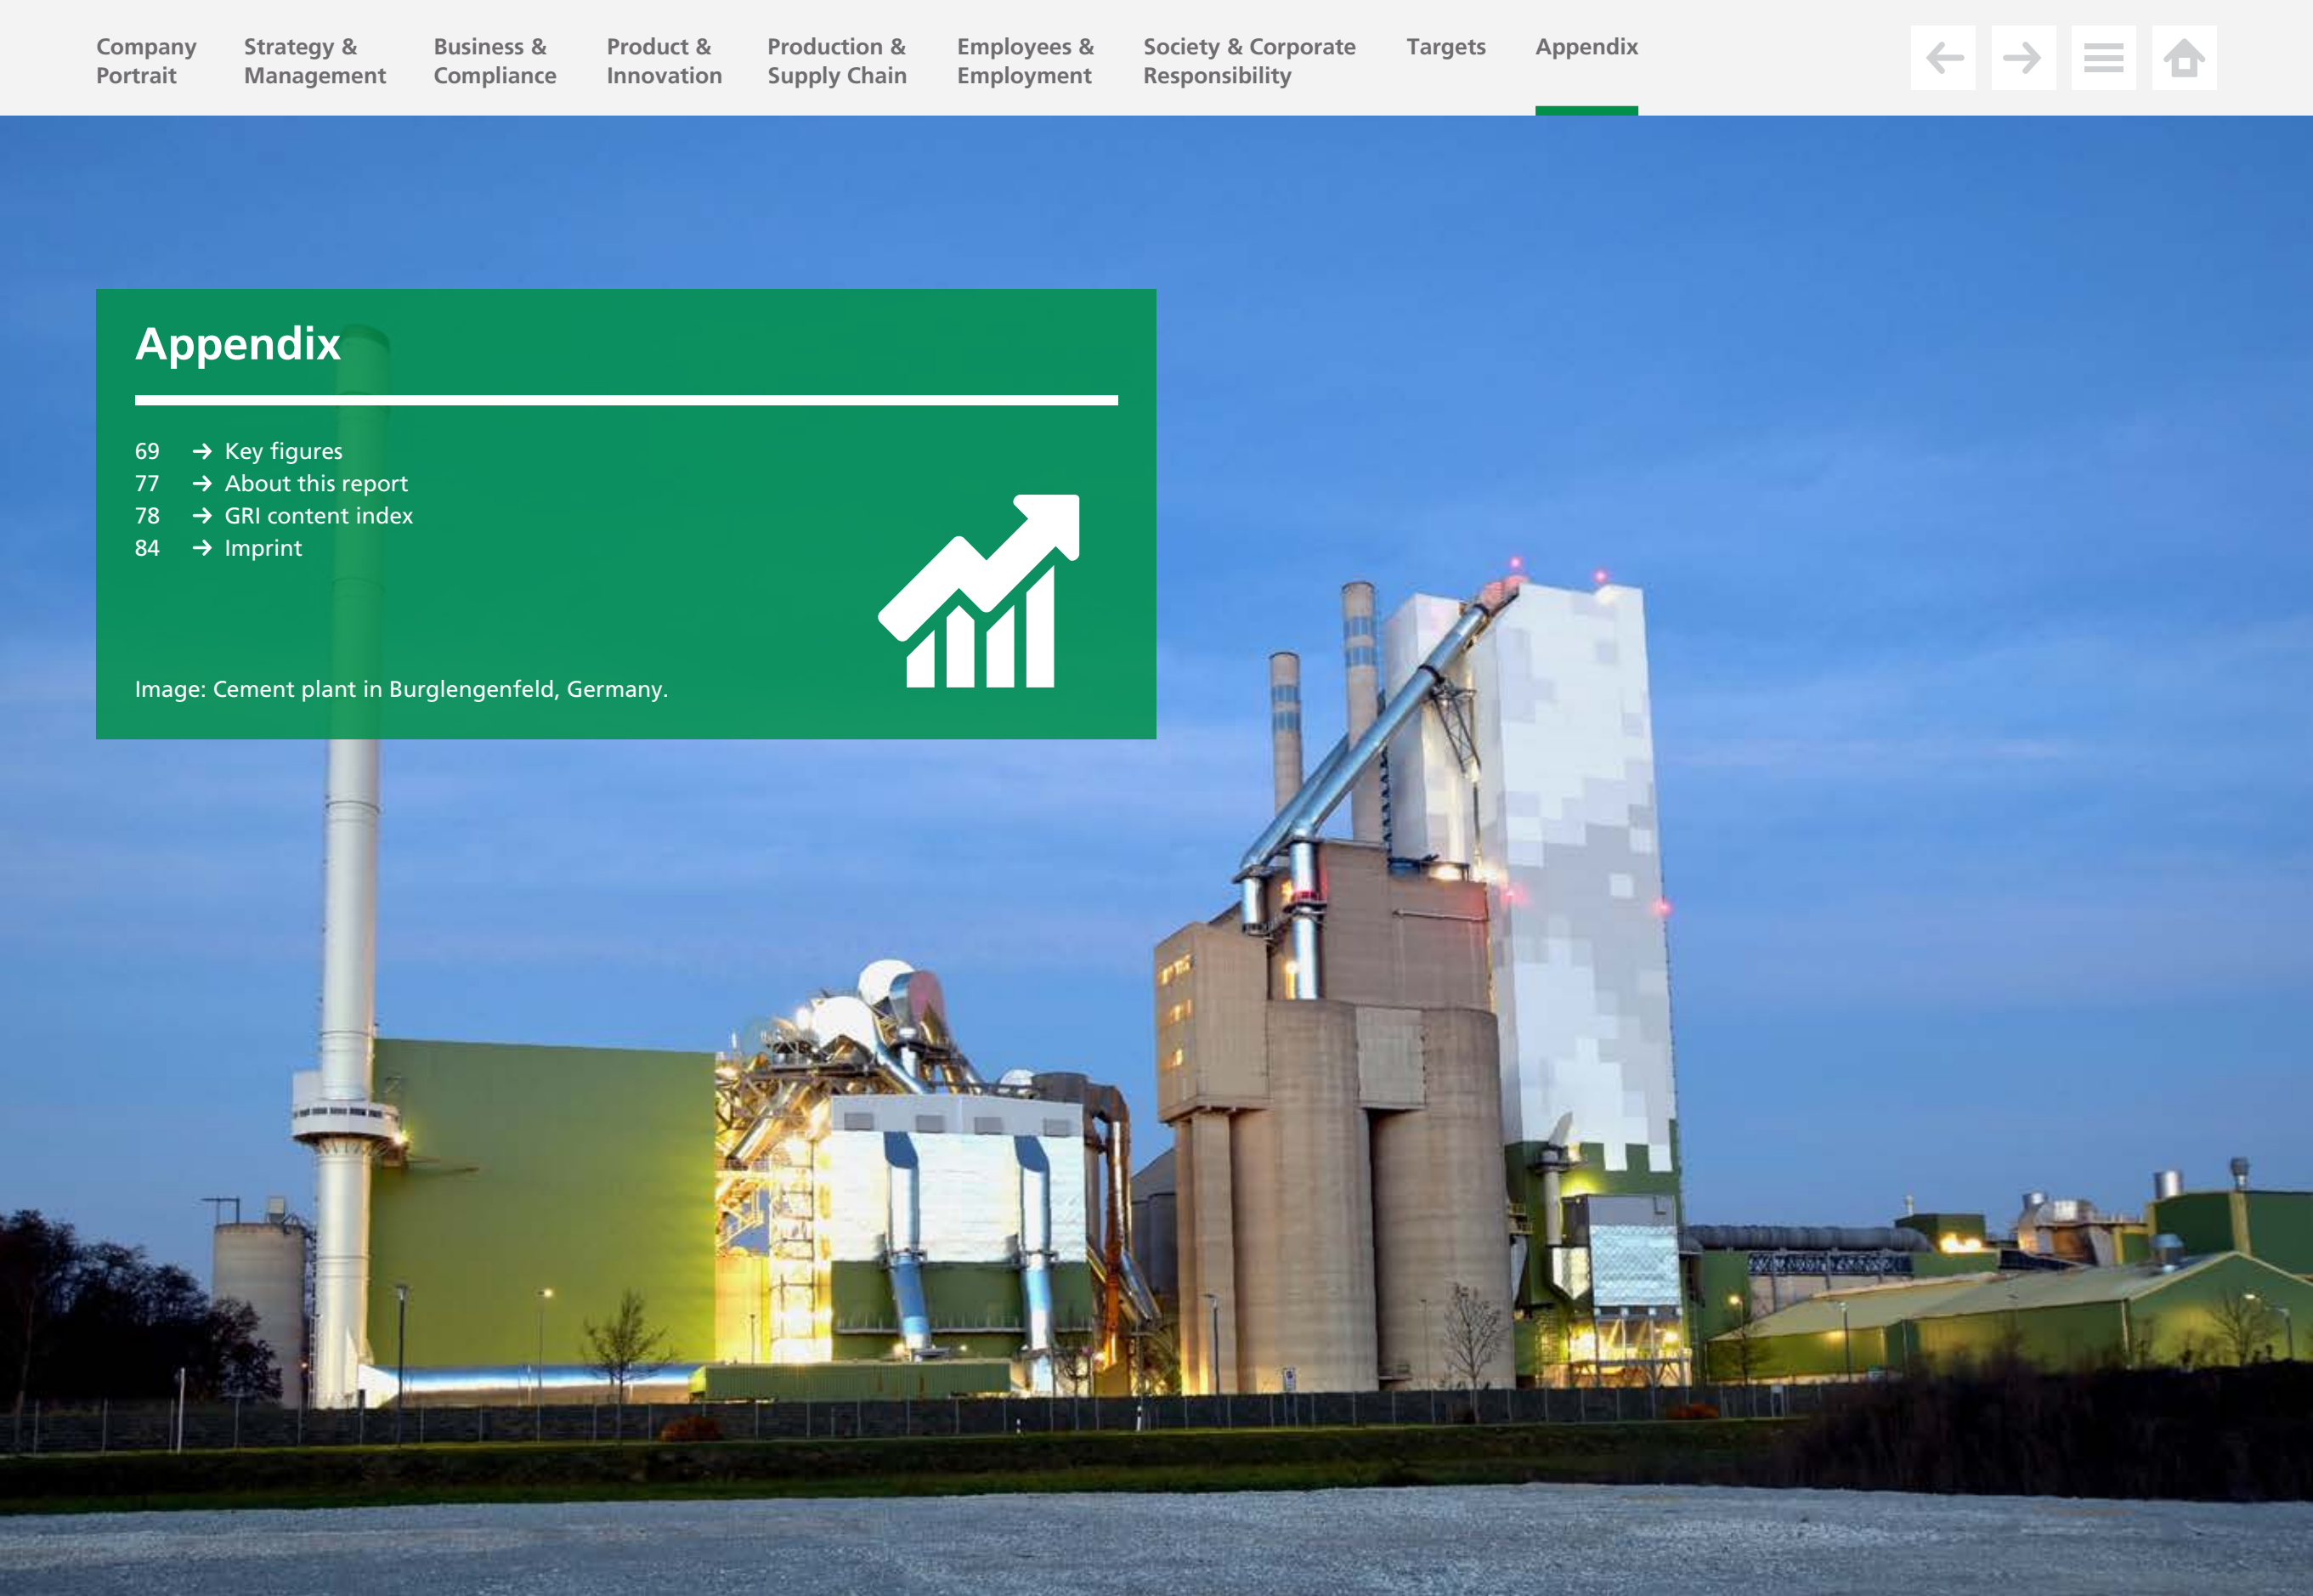 Company
Portrait
Strategy &
Management
Business &
Compliance
Product &
Innovation
Production &
Supply Chain
Employees &
Employment
Society & Corporate
Responsibility
Targets
Appendix
Appendix
69 → Key figures
77 → About this report
78 → GRI content index
84 → Imprint
Image: Cement plant in Burglengenfeld, Germany.